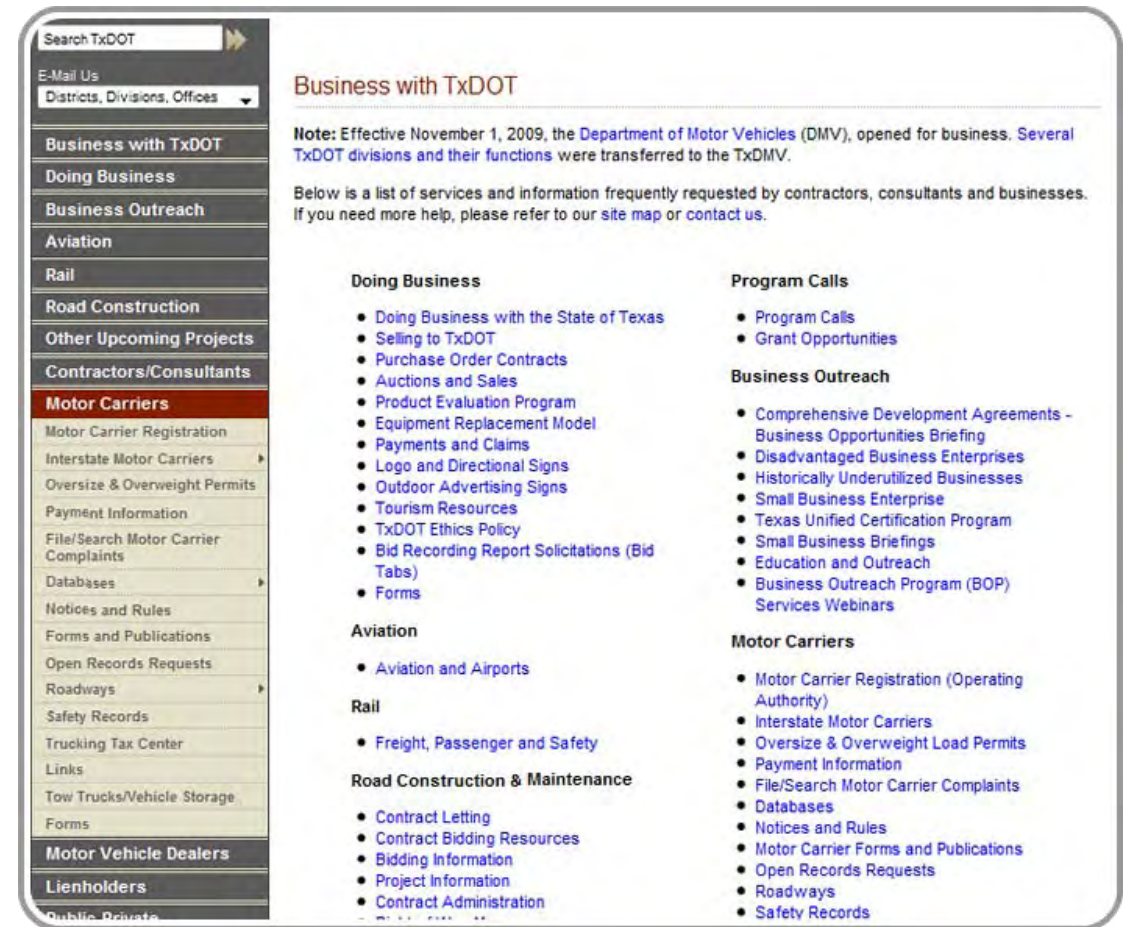 Search TxDOT
E-Mail Us
Districts, Divisions, Offices
Business with TxDOT
Doing Business
Business Outreach
Aviation
Rail
Road Construction
Other Upcoming Projects
Contractors/Consultants
Motor Carriers
Motor Carrier Registration
Interstate Motor Carriers
Oversize & Overweight Permits
Payment Information
File/Search Motor Carrier
Complaints
Databases
Notices and Rules
Forms and Publications
Open Records Requests
Roadways
Safety Records
Trucking Tax Center
Links
Tow Trucks/Vehicle Storage
Forms
Motor Vehicle Dealers
Lienholders
Public Private
Business with TxDOT
Note: Effective November 1, 2009, the Department of Motor Vehicles (DMV), opened for business. Several
TxDOT divisions and their functions were transferred to the TxDMV.
Below is a list of services and information frequently requested by contractors, consultants and businesses.
If you need more help, please refer to our site map or contact us.
Doing Business
• Doing Business with the State of Texas
• Selling to TxDOT
• Purchase Order Contracts
• Auctions and Sales
• Product Evaluation Program
• Equipment Replacement Model
• Payments and Claims
• Logo and Directional Signs
• Outdoor Advertising Signs
• Tourism Resources
• TxDOT Ethics Policy
• Bid Recording Report Solicitations (Bid
Tabs)
• Forms
Aviation
• Aviation and Airports
Rail
• Freight, Passenger and Safety
Road Construction & Maintenance
• Contract Letting
• Contract Bidding Resources
• Bidding Information
• Project Information
• Contract Administration
Program Calls
• Program Calls
• Grant Opportunities
Business Outreach
• Comprehensive Development Agreements -
Business Opportunities Briefing
• Disadvantaged Business Enterprises
• Historically Underutilized Businesses
• Small Business Enterprise
• Texas Unified Certification Program
• Small Business Briefings
• Education and Outreach
• Business Outreach Program (BOP)
Services Webinars
Motor Carriers
• Motor Carrier Registration (Operating
Authority)
• Interstate Motor Carriers
• Oversize & Overweight Load Permits
• Payment Information
• File/Search Motor Carrier Complaints
• Databases
• Notices and Rules
• Motor Carrier Forms and Publications
• Open Records Requests
• Roadways
• Safety Records